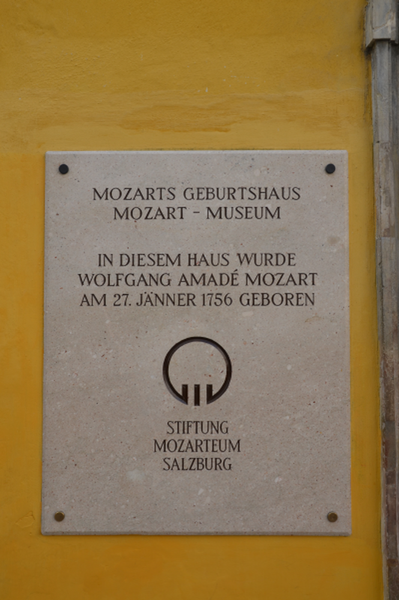 MOZARTS GEBURTSHAUS
MOZART - MUSEUM
IN DIESEM HAUS WURDE
WOLFGANG AMADÉ MOZART
AM 27. JÄNNER 1756 GEBOREN
STIFTUNG
MOZARTEUM
SALZBURG